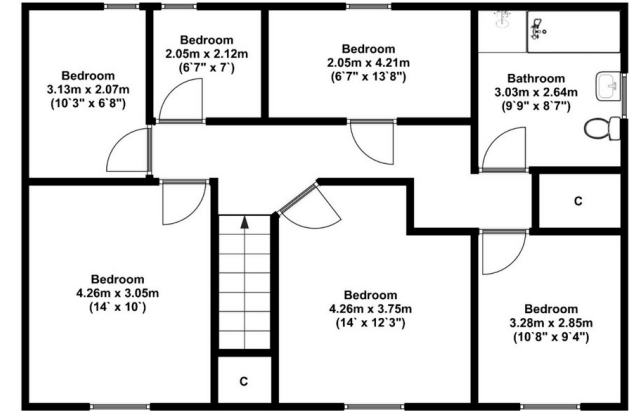 Bedroom
3.13m x 2.07m
(10`3" x 6`8")
Bedroom
2.05m x 2.12m
(6`7" x 7`)
Bedroom
2.05m x 4.21m
(6`7" x 13`8")
Bathroom
3.03m x 2.64m
(9`9" x 8`7")
C
Bedroom
4.26m x 3.05m
(14` x 10`)
Bedroom
4.26m x 3.75m
(14` x 12`3")
Bedroom
3.28m x 2.85m
(10`8" x 9`4")
C